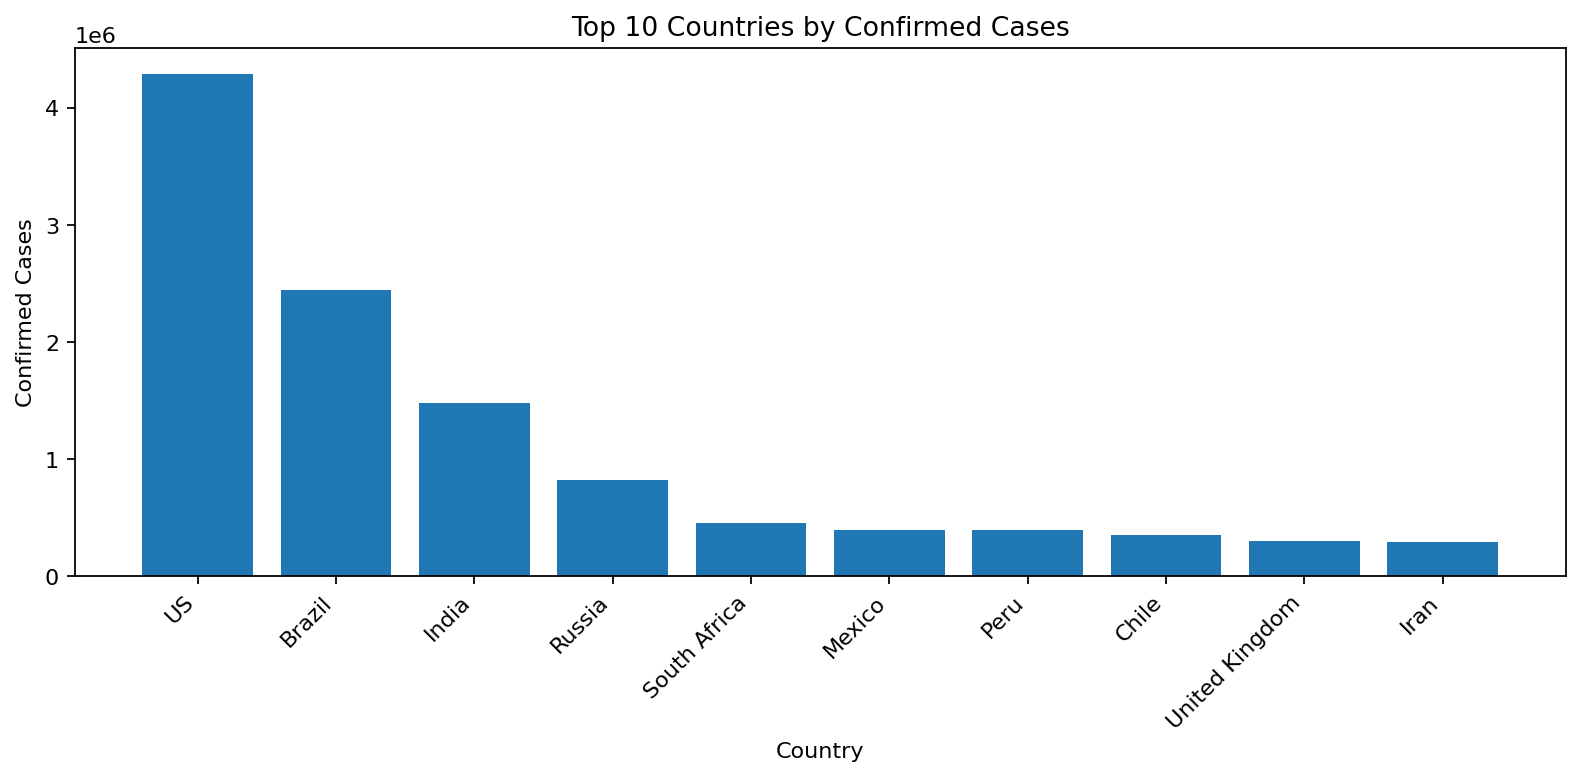 Top 10 Countries by Confirmed Cases
1e6
4
3
2
1
0
Confirmed Cases
US
Brazil
India
Russia
South Africa
Mexico
Peru
Chile
United Kingdom
Iran
Country